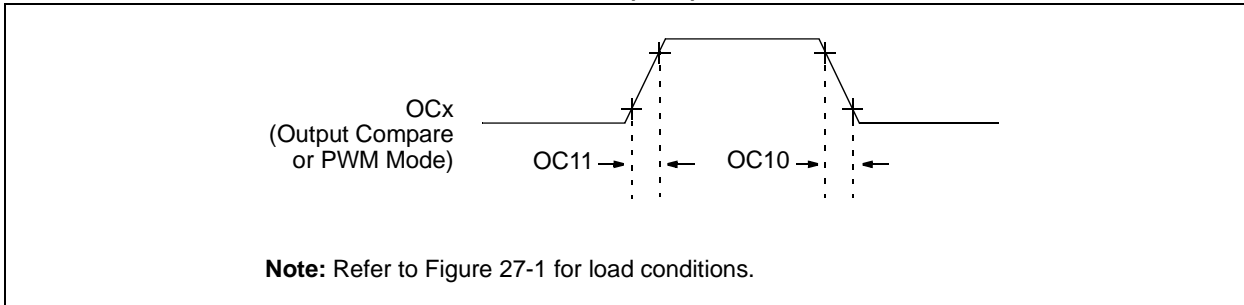 OCx
(Output Compare
or PWM Mode)
OC11
OC10
Note: Refer to Figure 27-1 for load conditions.